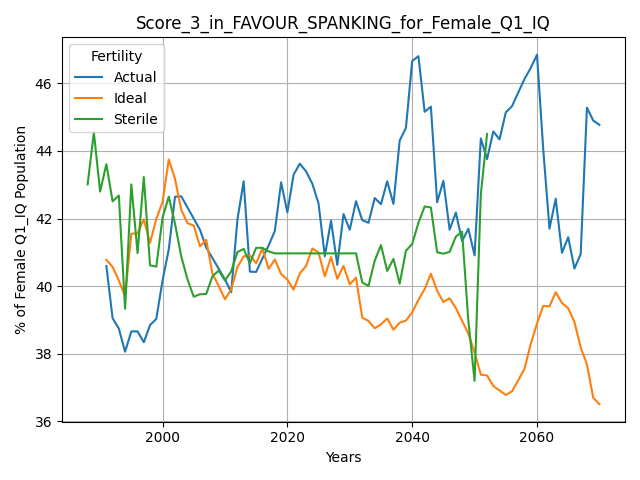 Score_3_in_FAVOUR_SPANKING_for_Female_Q1_IQ
Fertility
Actual
Ideal
Sterile
% of Female Q1_IQ Population
46
44
42
40
38
36
2000
2020
2040
2060
Years